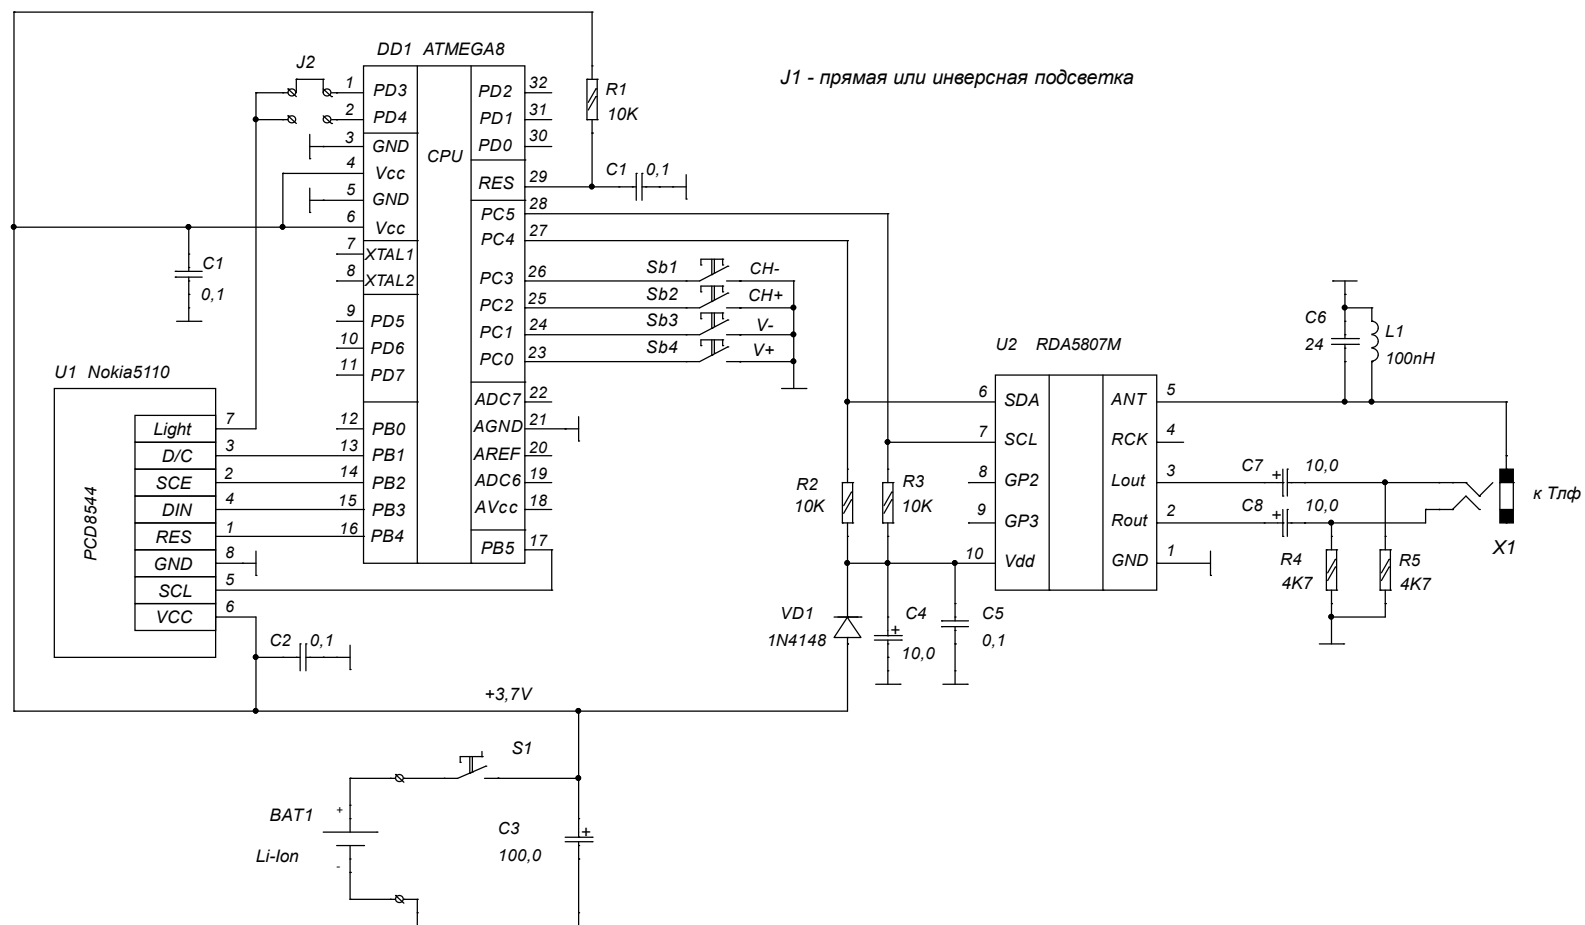 DD1 ATMEGA8
J2
J1 - прямая или инверсная подсветка
1 PD3
2 PD4
3 GND
4 Vcc
5 GND
6 Vcc
7 XTAL1
8 XTAL2
9 PD5
10 PD6
11 PD7
12 PB0
13 PB1
14 PB2
15 PB3
16 PB4
CPU
PD2 32
PD1 31
PD0 30
RES 29
PC5 28
PC4 27
PC3 26
PC2 25
PC1 24
PC0 23
ADC7 22
AGND 21
AREF 20
ADC6 19
AVcc 18
PB5 17
R1
10K
C1 0,1
C1
0,1
Sb1 CH-
Sb2 CH+
Sb3 V-
Sb4 V+
U1 Nokia5110
PCD8544
Light 7
D/C 3
SCE 2
DIN 4
RES 1
GND 8
SCL 5
VCC 6
C2 0,1
U2 RDA5807M
6 SDA
7 SCL
8 GP2
9 GP3
10 Vdd
ANT 5
RCK 4
Lout 3
Rout 2
GND 1
R2
10K
R3
10K
VD1
1N4148
C4
+
10,0
C5
0,1
C6
24
L1
100nH
C7 + 10,0
C8 + 10,0
R4
4K7
R5
4K7
к Тлф
X1
+3,7V
S1
BAT1
+
-
Li-Ion
C3
+
100,0